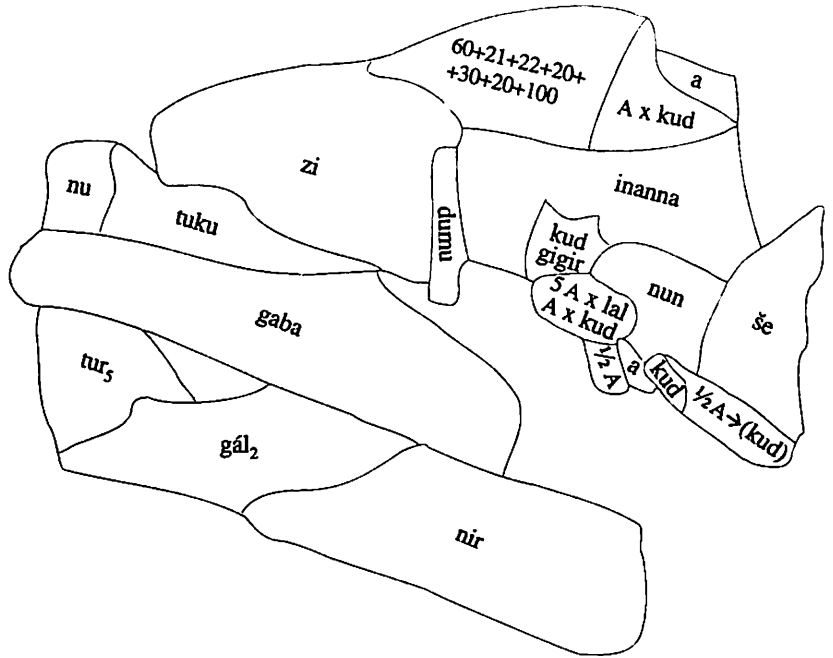 60+21+22+20+
+30+20+100
a
A x kud
zi
inanna
nu
tuku
dumu
kud
gigir
nun
5 A x lal
A x kud
še
gaba
½ A
a
kud
½A→(kud)
tur₅
gál₂
nir